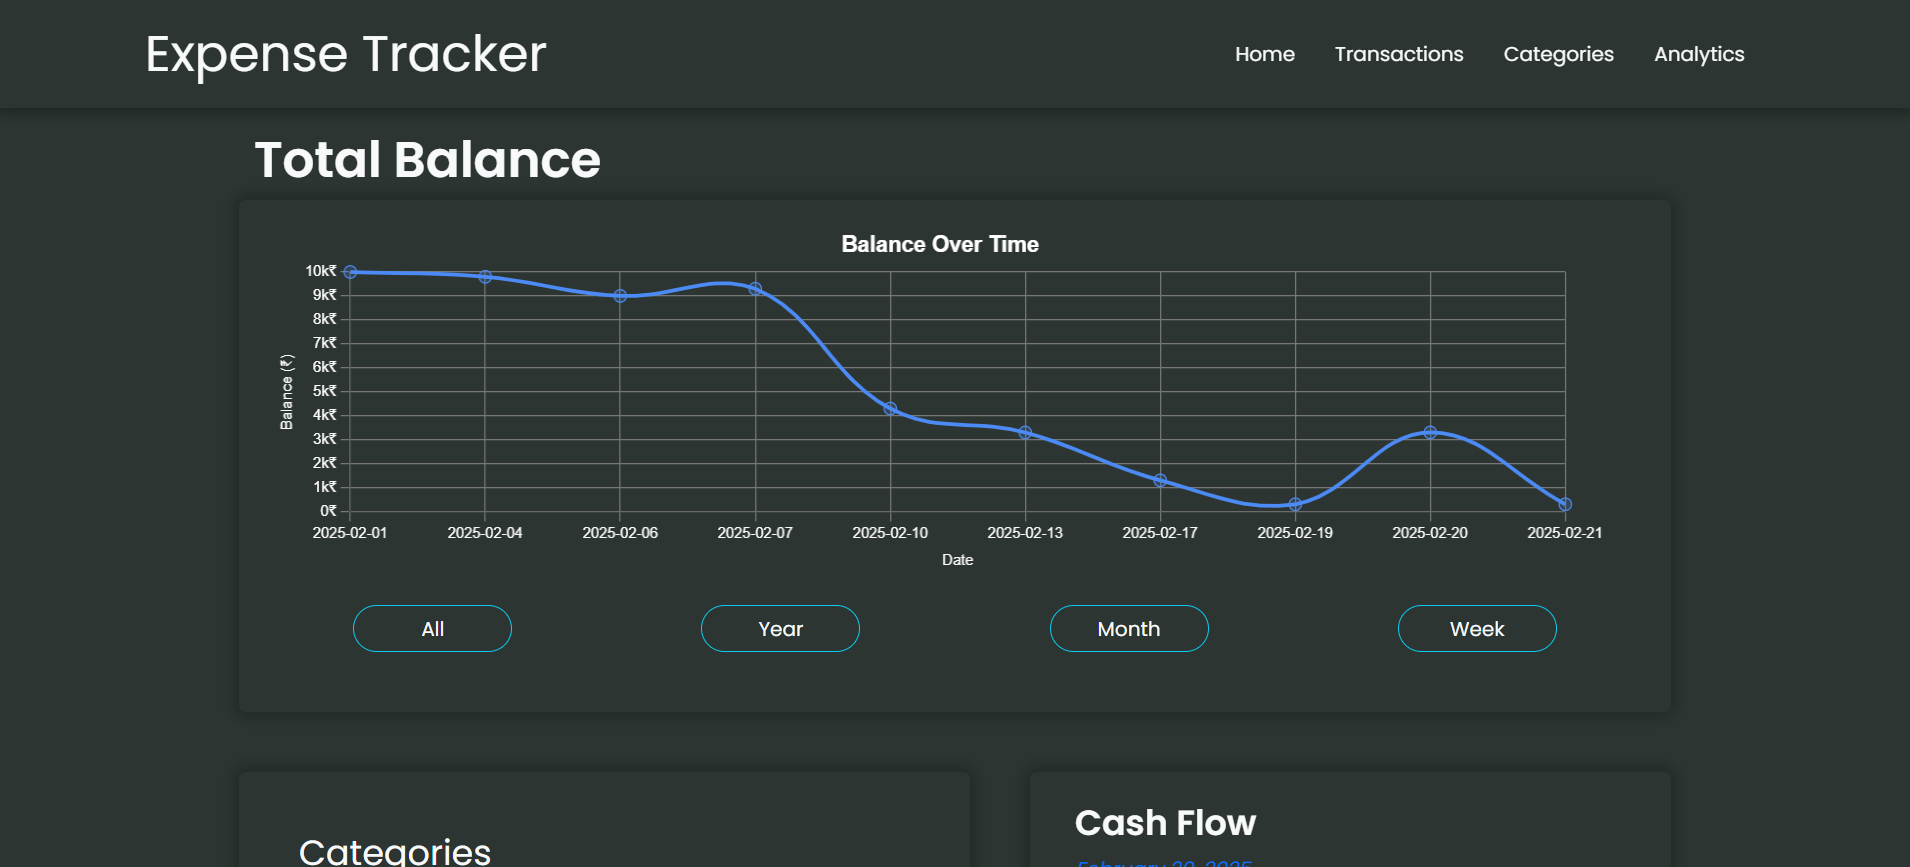 Expense Tracker
Home Transactions Categories Analytics
Total Balance
Balance Over Time
10k₹
9k₹
8k₹
7k₹
6k₹
5k₹
4k₹
3k₹
2k₹
1k₹
0₹
Balance (₹)
2025-02-01 2025-02-04 2025-02-06 2025-02-07 2025-02-10 2025-02-13 2025-02-17 2025-02-19 2025-02-20 2025-02-21
Date
All Year Month Week
Categories
Cash Flow